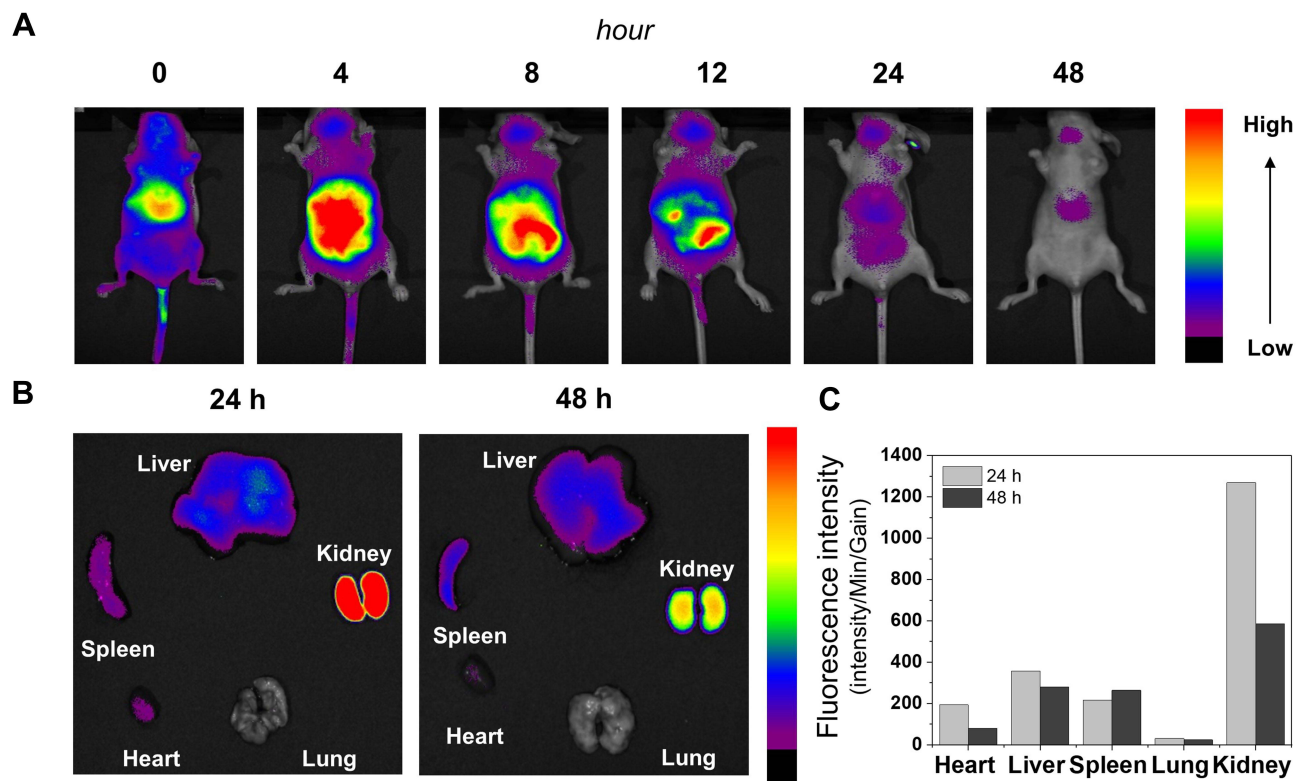 A
hour
0 4 8 12 24 48
High
Low
B
24 h
48 h
Liver
Kidney
Spleen
Heart
Lung
Liver
Kidney
Spleen
Heart
Lung
C
Fluorescence intensity
(intensity/Min/Gain)
1400
1200
1000
800
600
400
200
0
24 h
48 h
Heart Liver Spleen Lung Kidney